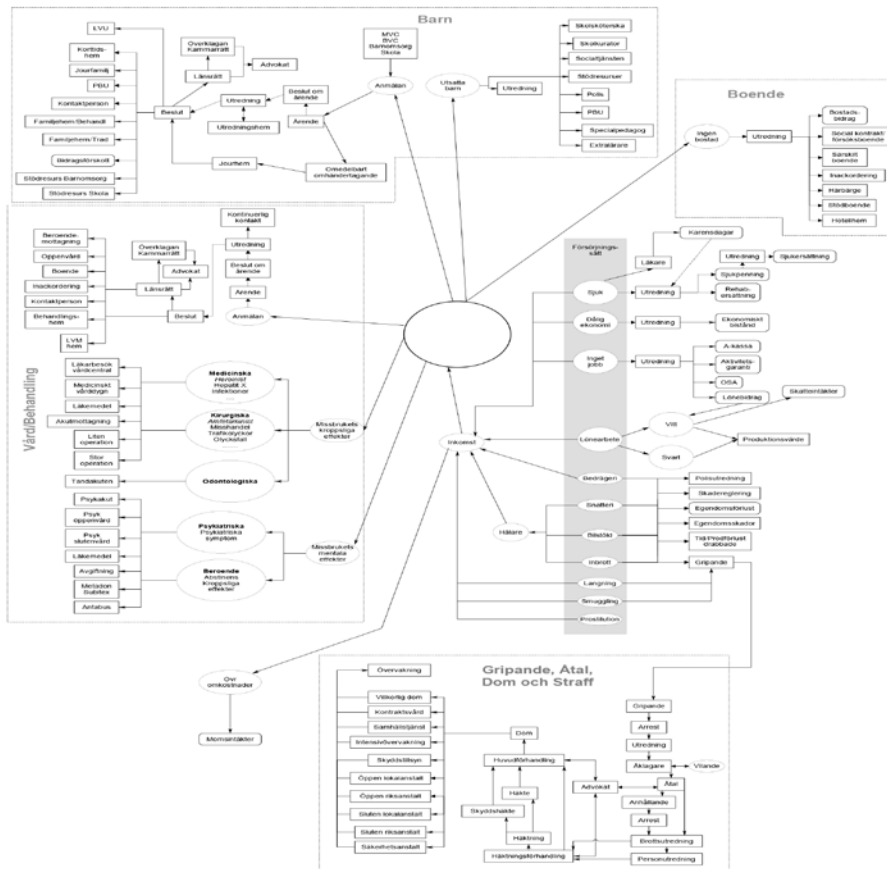 Barn
LVU
Korttids-
hem
Jourfamilj
PBU
Kontaktperson
Familjehem/Behandl
Familjehem/Trad
Bidragsförskott
Stödresurs Barnomsorg
Stödresurs Skola
Överklagan
Kammarrätt
Länsrätt
Advokat
Beslut
Utredning
Utredningshem
Beslut om
ärende
Ärende
Jourhem
Omedelbart
omhändertagande
MVC
BVC
Barnomsorg
Skola
Anmälan
Utsatta
barn
Utredning
Skolsköterska
Skolkurator
Socialtjänsten
Stödresurser
Polis
PBU
Specialpedagog
Extralärare
Boende
Ingen
bostad
Utredning
Bostads-
bidrag
Social kontrakt/
försöksboende
Särskilt
boende
Inackordering
Härbärge
Stödboende
Hotellhem
Vård/Behandling
Beroende-
mottagning
Öppenvård
Boende
Inackordering
Kontaktperson
Behandlings-
hem
LVM
hem
Överklagan
Kammarrätt
Advokat
Länsrätt
Beslut
Kontinuerlig
kontakt
Utredning
Beslut om
ärende
Ärende
Anmälan
Läkarbesök
vårdcentral
Medicinskt
vårddygn
Läkemedel
Akutmottagning
Liten
operation
Stor
operation
Tandakuten
Medicinska
Hepatit X
Infektioner
Kirurgiska
Misshandel
Trafikolyckor
Olycksfall
Odontologiska
Missbrukets
kroppsliga
effekter
Psykakut
Psyk
öppenvård
Psyk
slutenvård
Läkemedel
Avgiftning
Metadon
Subutex
Antabus
Psykiatriska
Psykiatriska
symptom
Beroende
Abstinens
Kroppsliga
effekter
Missbrukets
mentala
effekter
Försörjnings-
sätt
Karensdagar
Läkare
Sjuk
Utredning
Utredning
Sjukersättning
Sjukpenning
Rehab-
ersättning
Dålig
ekonomi
Utredning
Ekonomiskt
bistånd
Inget
jobb
Utredning
A-kassa
Aktivitets-
garanti
OSA
Lönebidrag
Skatteintäkter
Inkomst
Lönearbete
Vitt
Svart
Produktionsvärde
Bedrägeri
Snatteri
Bilstöld
Inbrott
Langning
Smuggling
Prostitution
Hälare
Polisutredning
Skadereglering
Egendomsförlust
Egendomsskador
Tid/Prodförlust
drabbade
Gripande
Övr
omkostnader
Momsintäkter
Gripande, Åtal,
Dom och Straff
Övervakning
Villkorlig dom
Kontraktsvård
Samhällstjänst
Intensivövervakning
Skyddstillsyn
Öppen lokalanstalt
Öppen riksanstalt
Sluten lokalanstalt
Sluten riksanstalt
Säkerhetsanstalt
Dom
Huvudförhandling
Häkte
Skyddshäkte
Häktning
Häktningsförhandling
Advokat
Gripande
Arrest
Utredning
Åklagare
Vitande
Åtal
Anhållande
Arrest
Brottsutredning
Personutredning